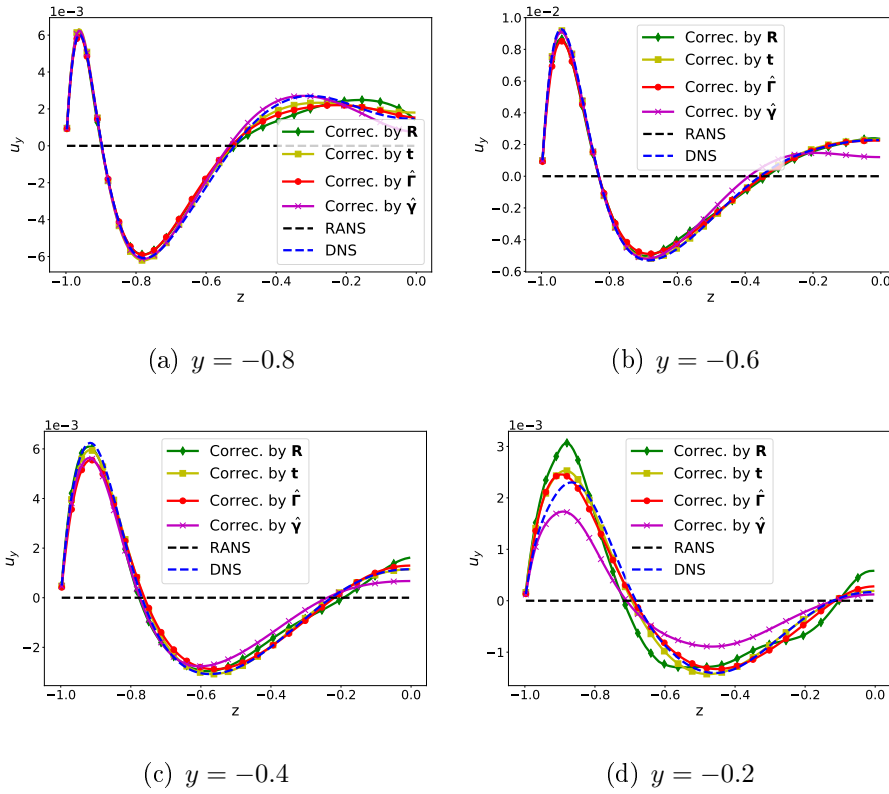 1e−3
6
4
2
0
−2
−4
−6
u_y
−1.0 −0.8 −0.6 −0.4 −0.2 0.0
z
Correc. by R
Correc. by t
Correc. by Γ̂
Correc. by γ̂
RANS
DNS
(a) y = −0.8
1e−2
1.0
0.8
0.6
0.4
0.2
0.0
−0.2
−0.4
−0.6
u_y
−1.0 −0.8 −0.6 −0.4 −0.2 0.0
z
Correc. by R
Correc. by t
Correc. by Γ̂
Correc. by γ̂
RANS
DNS
(b) y = −0.6
1e−3
6
4
2
0
−2
u_y
−1.0 −0.8 −0.6 −0.4 −0.2 0.0
z
Correc. by R
Correc. by t
Correc. by Γ̂
Correc. by γ̂
RANS
DNS
(c) y = −0.4
1e−3
3
2
1
0
−1
u_y
−1.0 −0.8 −0.6 −0.4 −0.2 0.0
z
Correc. by R
Correc. by t
Correc. by Γ̂
Correc. by γ̂
RANS
DNS
(d) y = −0.2